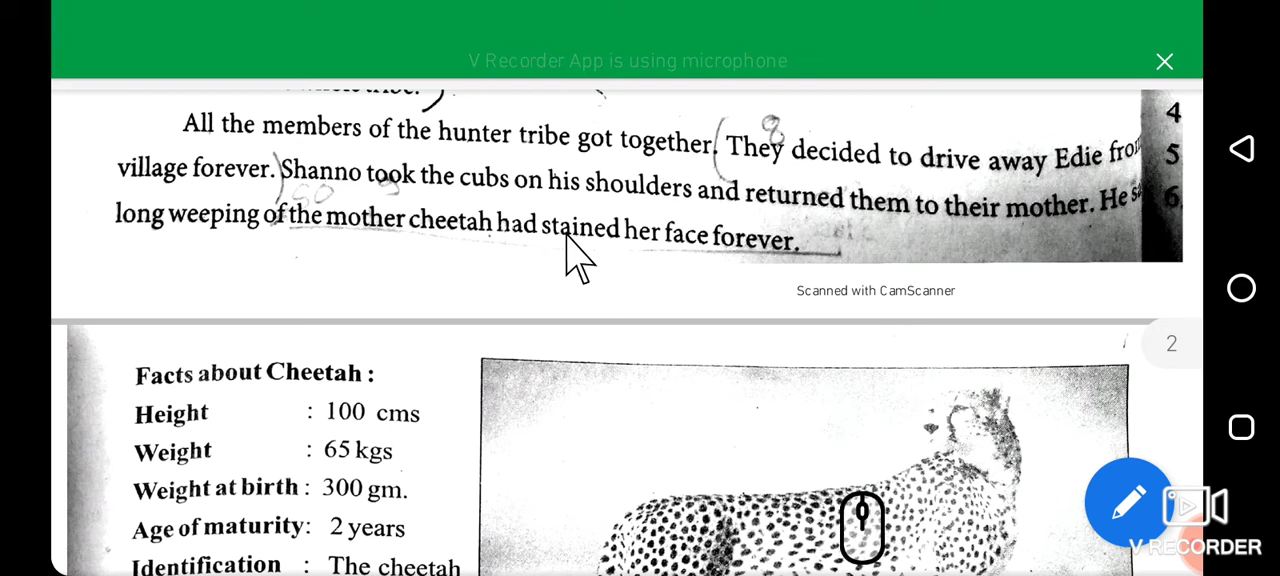 V Recorder App is using microphone
All the members of the hunter tribe got together. They decided to drive away Edie
village forever. Shanno took the cubs on his shoulders and returned them to their mother. He
long weeping of the mother cheetah had stained her face forever.
4
5
6
8
Scanned with CamScanner
2
Facts about Cheetah :
Height : 100 cms
Weight : 65 kgs
Weight at birth : 300 gm.
Age of maturity: 2 years
Identification : The cheetah
V RECORDER